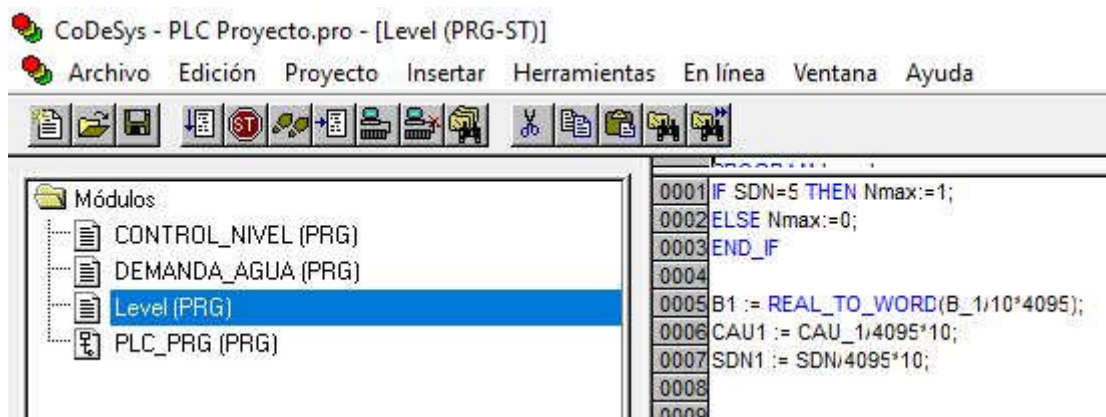 CoDeSys - PLC Proyecto.pro - [Level (PRG-ST)]
Archivo Edición Proyecto Insertar Herramientas En línea Ventana Ayuda
Módulos
CONTROL_NIVEL (PRG)
DEMANDA_AGUA (PRG)
Level (PRG)
PLC_PRG (PRG)
0001 IF SDN=5 THEN Nmax:=1;
0002 ELSE Nmax:=0;
0003 END_IF
0004
0005 B1 := REAL_TO_WORD(B_1/10*4095);
0006 CAU1 := CAU_1/4095*10;
0007 SDN1 := SDN/4095*10;
0008
0009